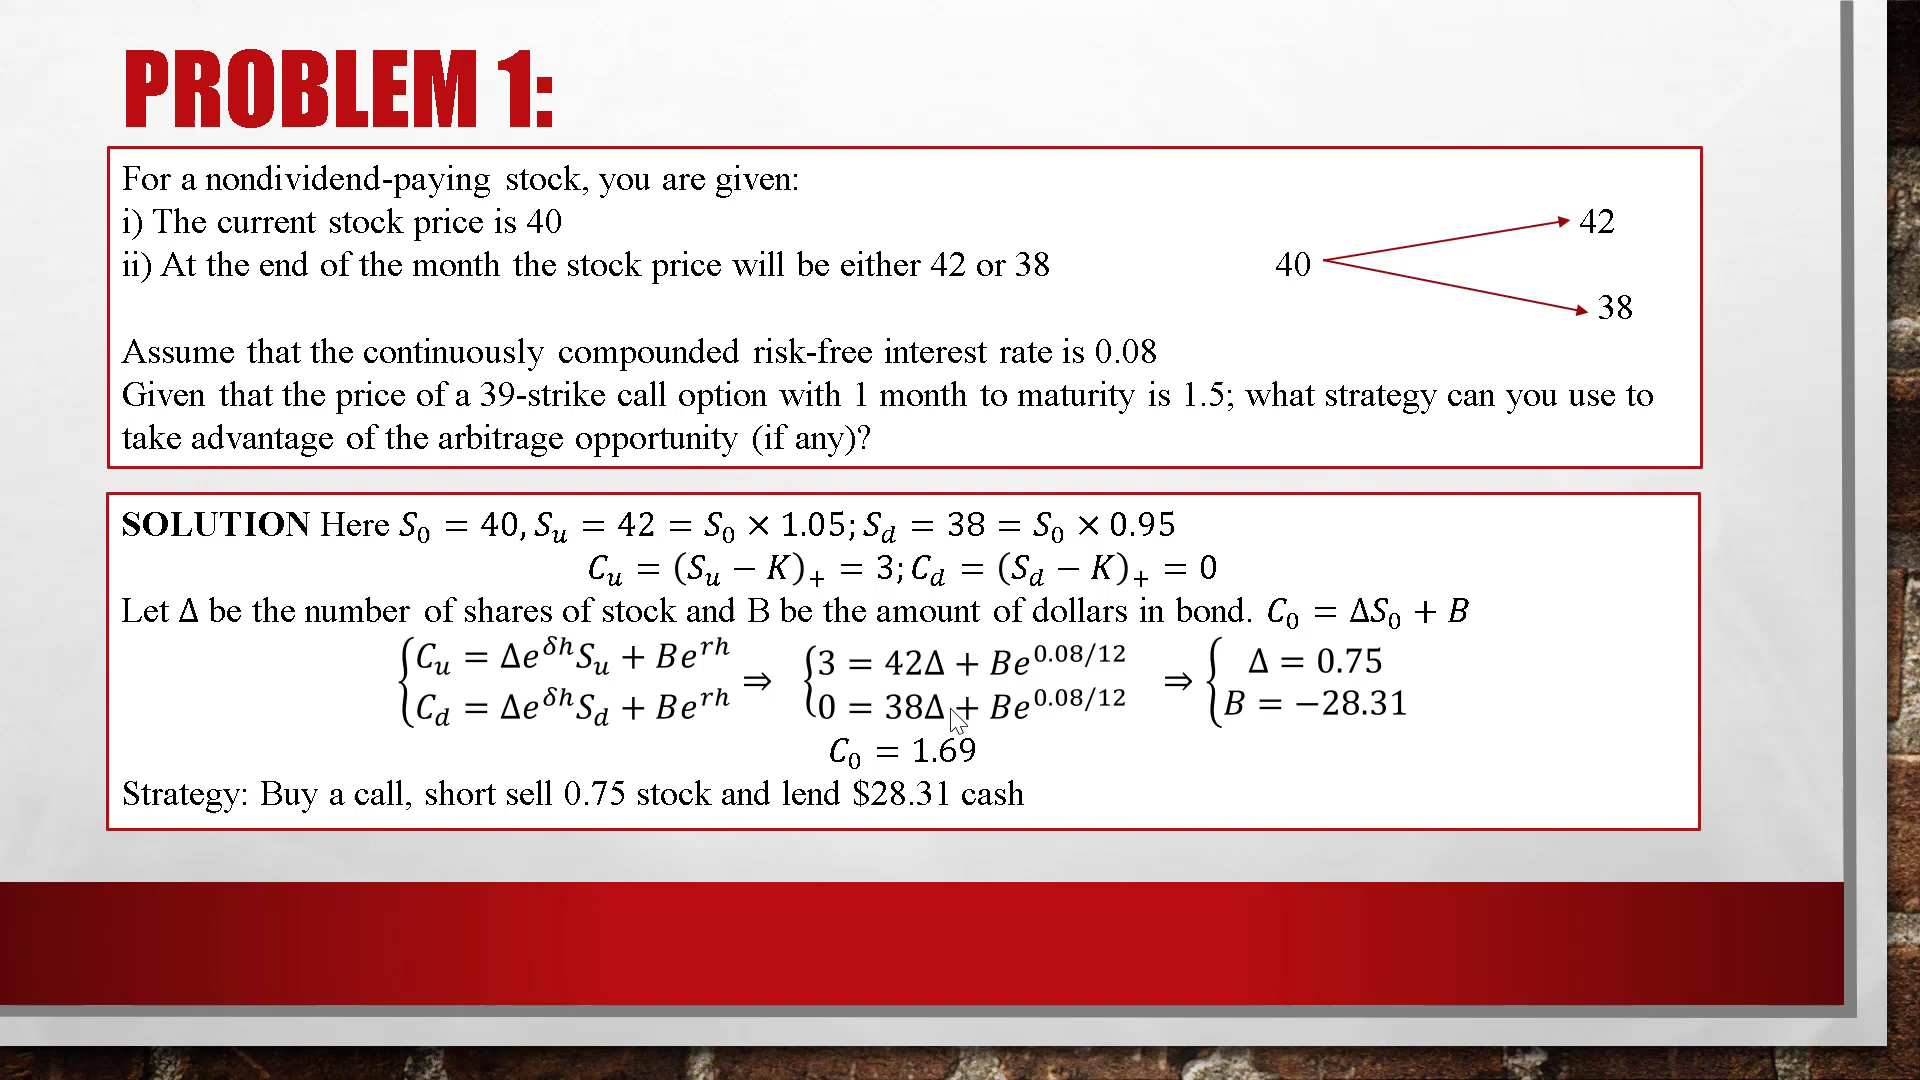 PROBLEM 1:
For a nondividend-paying stock, you are given:
i) The current stock price is 40
42
ii) At the end of the month the stock price will be either 42 or 38
40
38
Assume that the continuously compounded risk-free interest rate is 0.08
Given that the price of a 39-strike call option with 1 month to maturity is 1.5; what strategy can you use to
take advantage of the arbitrage opportunity (if any)?
SOLUTION Here S₀ = 40, Sᵤ = 42 = S₀ × 1.05; S_d = 38 = S₀ × 0.95
Cᵤ = (Sᵤ − K)₊ = 3; C_d = (S_d − K)₊ = 0
Let Δ be the number of shares of stock and B be the amount of dollars in bond. C₀ = ΔS₀ + B
{Cᵤ = Δe^{δh}Sᵤ + Be^{rh} ⇒ {3 = 42Δ + Be^{0.08/12} ⇒ {Δ = 0.75
C_d = Δe^{δh}S_d + Be^{rh} 0 = 38Δ + Be^{0.08/12} B = −28.31
C₀ = 1.69
Strategy: Buy a call, short sell 0.75 stock and lend $28.31 cash